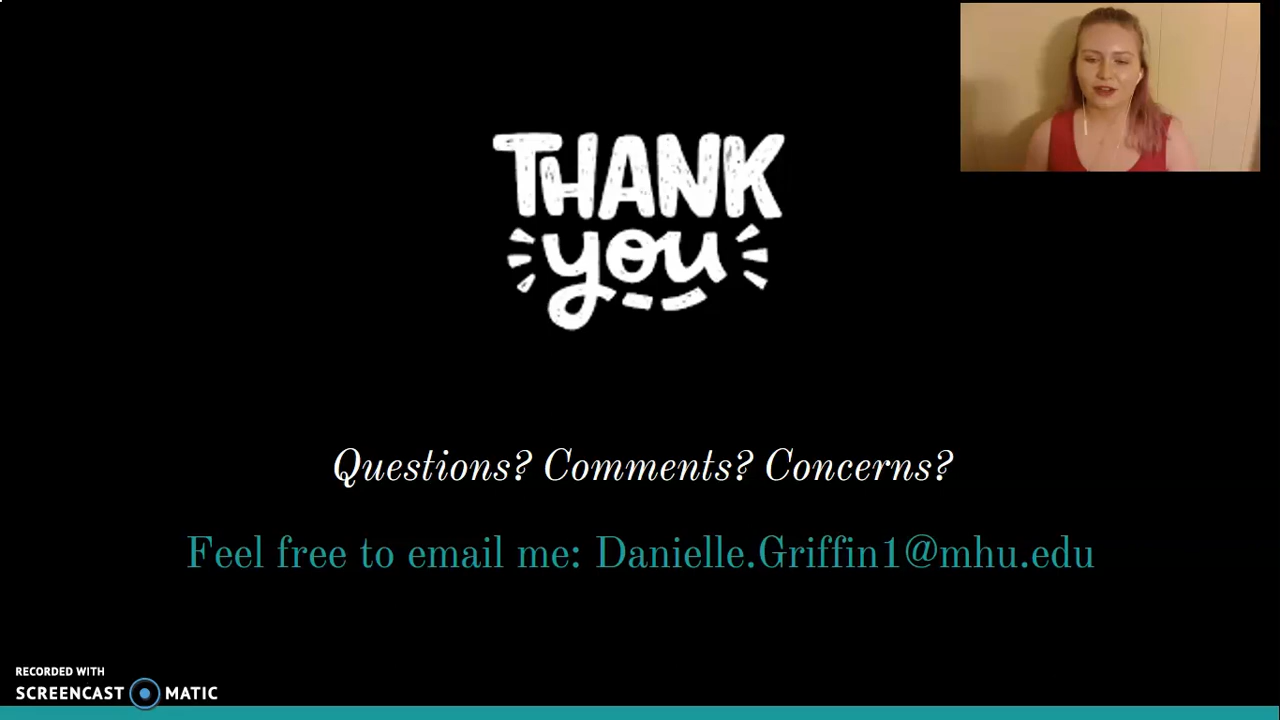 THANK
you
Questions? Comments? Concerns?
Feel free to email me: Danielle.Griffin1@mhu.edu
RECORDED WITH
SCREENCAST MATIC